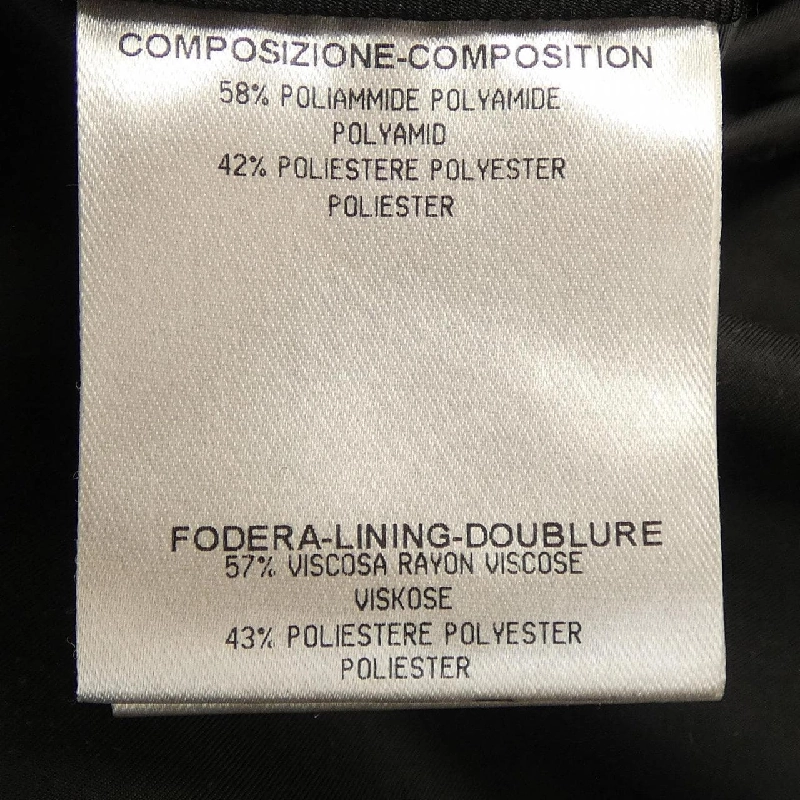 COMPOSIZIONE-COMPOSITION
58% POLIAMMIDE POLYAMIDE
POLYAMID
42% POLIESTERE POLYESTER
POLIESTER
FODERA-LINING-DOUBLURE
57% VISCOSA RAYON VISCOSE
VISKOSE
43% POLIESTERE POLYESTER
POLIESTER